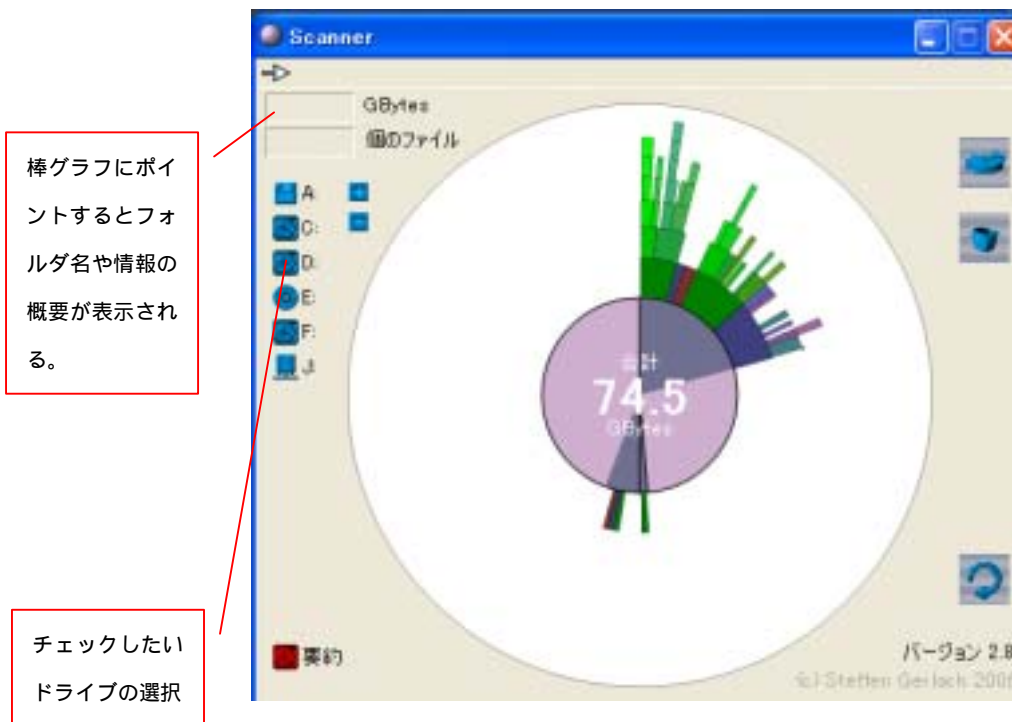 Scanner
GBytes
個のファイル
A:
C:
D:
E:
F:
J:
合計
74.5
GBytes
要約
バージョン 2.8
(c) Steffen Gerlach
棒グラフにポイ
ントするとフォ
ルダ名や情報の
概要が表示され
る。
チェックしたい
ドライブの選択